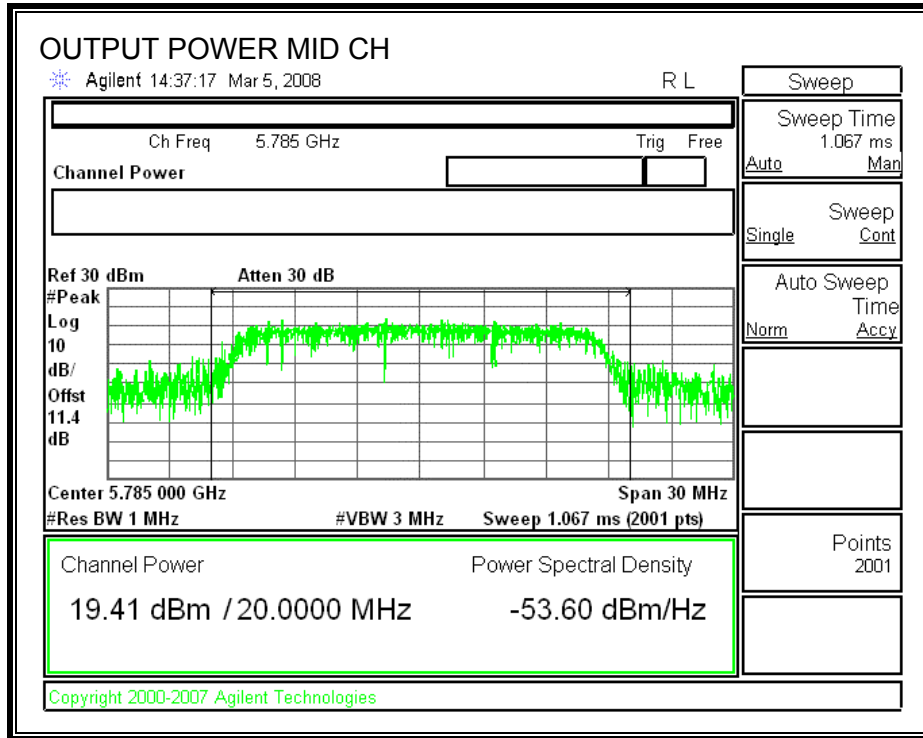 OUTPUT POWER MID CH
Agilent 14:37:17 Mar 5, 2008 R L
Ch Freq 5.785 GHz Trig Free
Channel Power
Ref 30 dBm Atten 30 dB
#Peak
Log
10
dB/
Offst
11.4
dB
Center 5.785 000 GHz Span 30 MHz
#Res BW 1 MHz #VBW 3 MHz Sweep 1.067 ms (2001 pts)
Channel Power Power Spectral Density
19.41 dBm / 20.0000 MHz -53.60 dBm/Hz
Copyright 2000-2007 Agilent Technologies
Sweep
Sweep Time
1.067 ms
Auto Man
Sweep
Single Cont
Auto Sweep
Time
Norm Accy
Points
2001